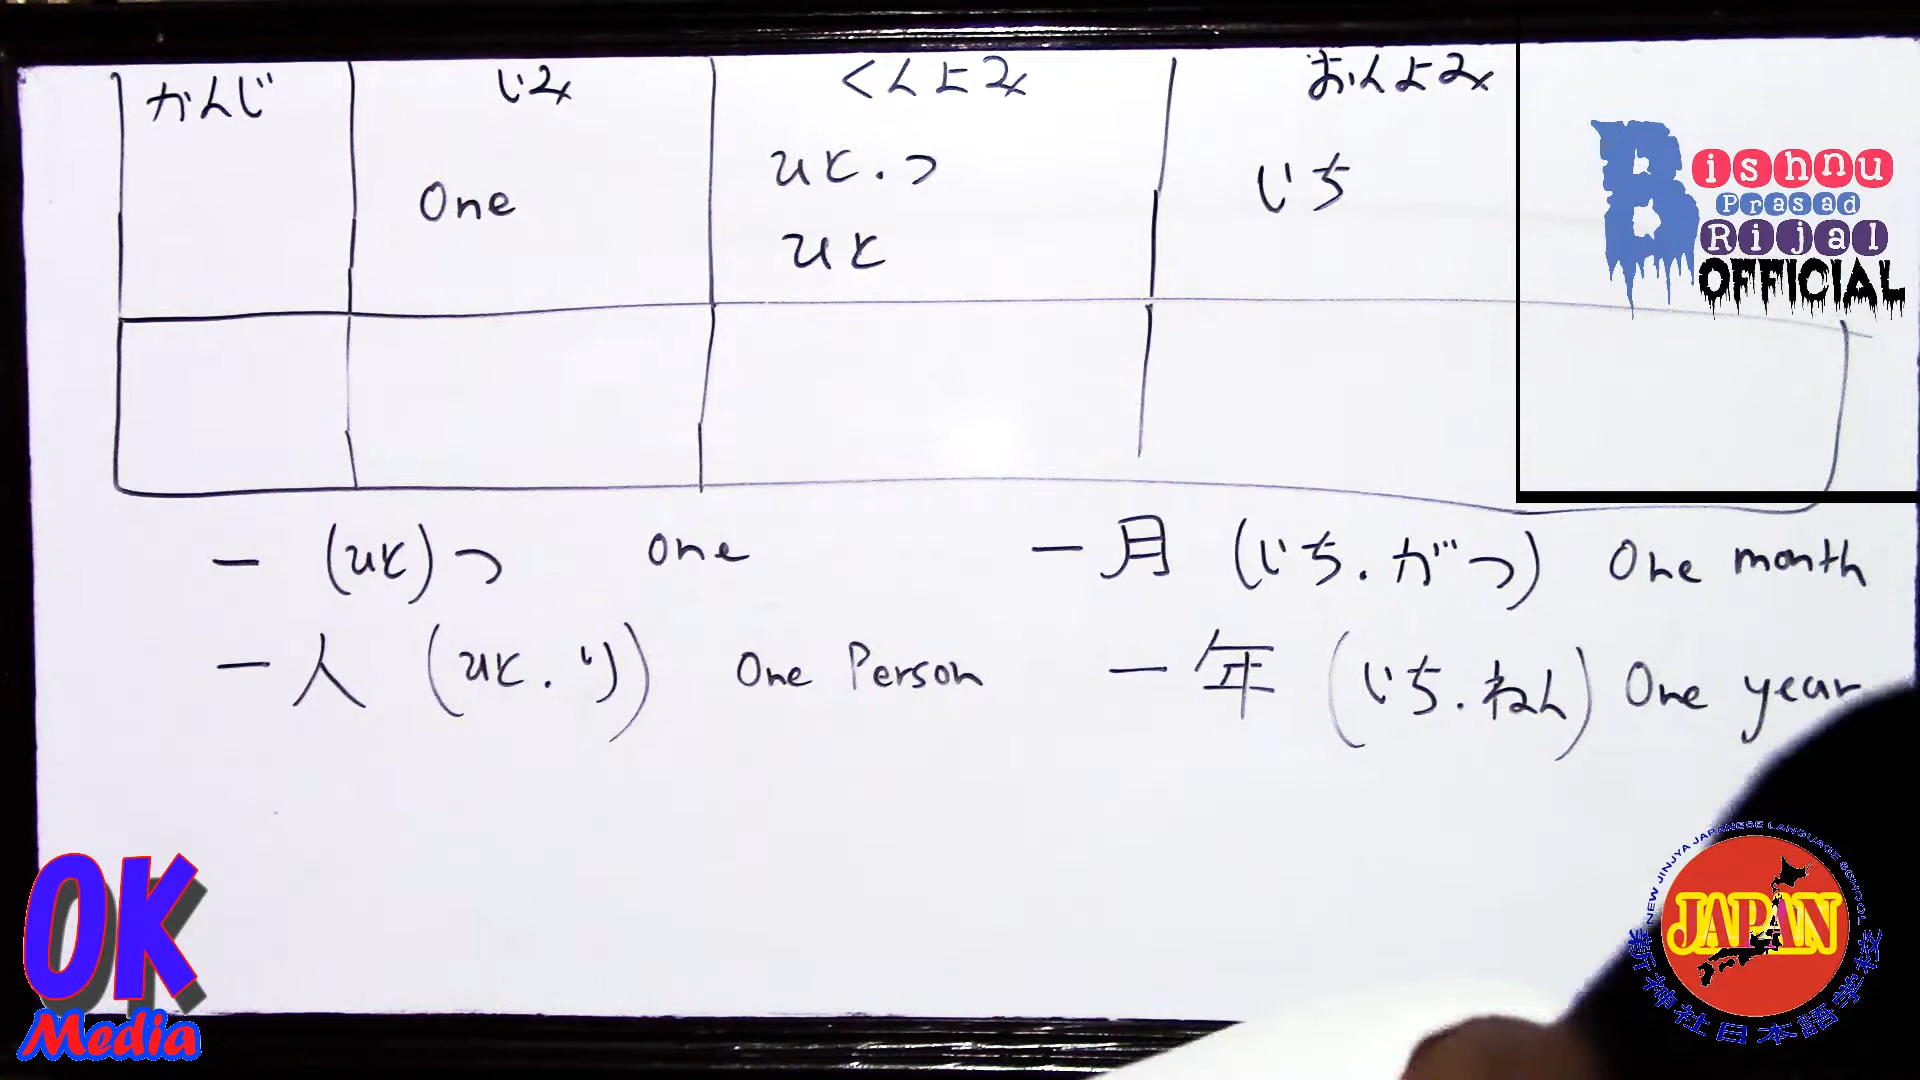 かんじ いみ くんよみ おんよみ
One ひと.つ いち
ひと
一 (ひと)つ one
一月 (いち.がつ) One month
一人 (ひと.り) One Person
一年 (いち.ねん) One year
Bishnu
Prasad
Rijal
OFFICIAL
OK
Media
NEW JINJYA JAPANESE LANGUAGE SCHOOL
JAPAN
新神社日本語学校